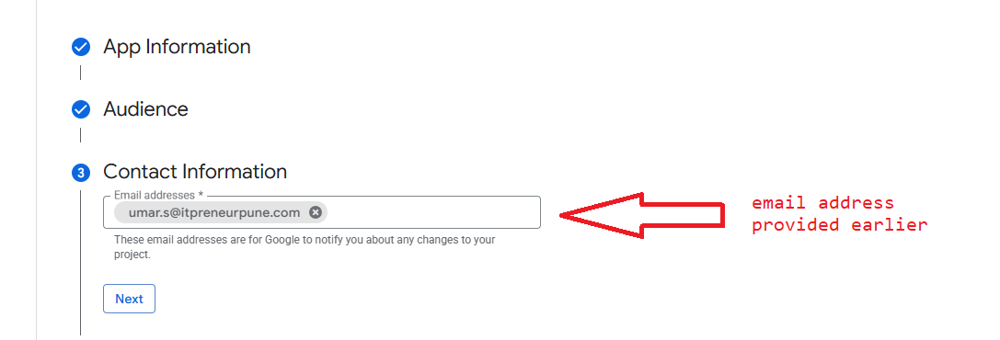 App Information
Audience
3 Contact Information
Email addresses *
umar.s@itpreneurpune.com
email address
provided earlier
These email addresses are for Google to notify you about any changes to your
project.
Next